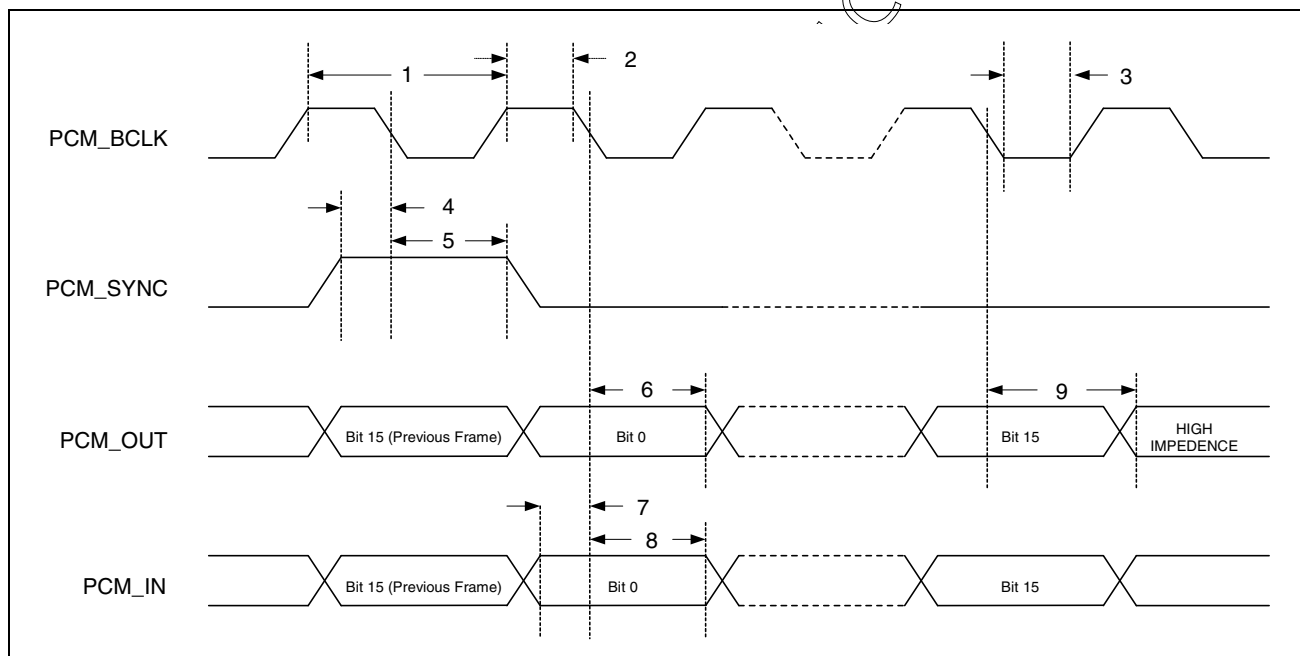 1
2
3
PCM_BCLK
4
5
PCM_SYNC
6
9
PCM_OUT
Bit 15 (Previous Frame)
Bit 0
Bit 15
HIGH
IMPEDENCE
7
8
PCM_IN
Bit 15 (Previous Frame)
Bit 0
Bit 15